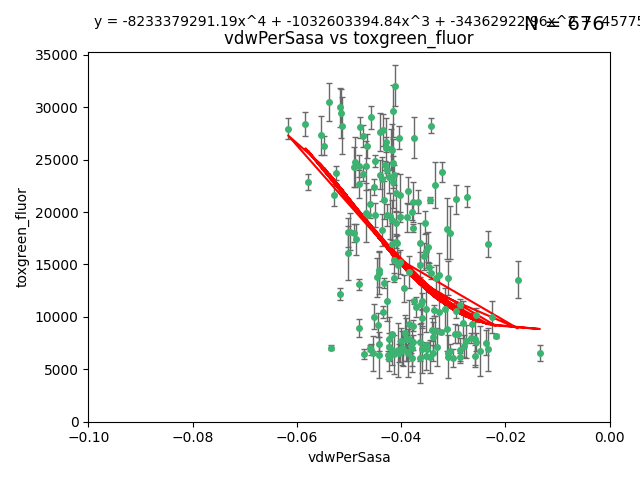 y = -8233379291.19x^4 + -1032603394.84x^3 +
N = 676
vdwPerSasa vs toxgreen_fluor
35000
30000
25000
20000
15000
10000
5000
0
toxgreen_fluor
−0.10 −0.08 −0.06 −0.04 −0.02 0.00
vdwPerSasa